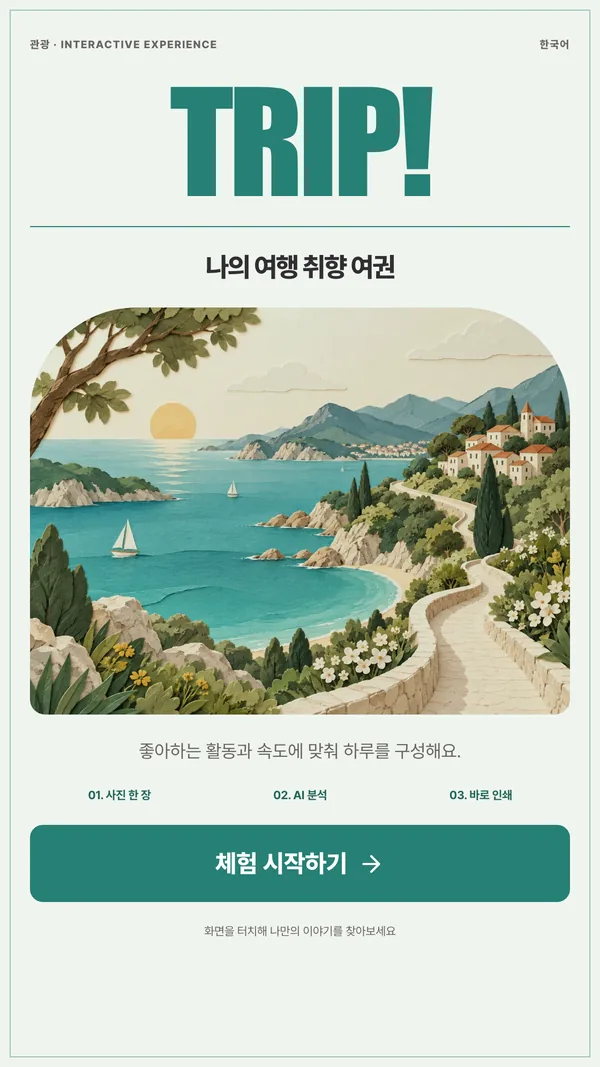 관광 · INTERACTIVE EXPERIENCE
한국어
TRIP!
나의 여행 취향 여권
좋아하는 활동과 속도에 맞춰 하루를 구성해요.
01. 사진 한 장
02. AI 분석
03. 바로 인쇄
체험 시작하기 →
화면을 터치해 나만의 이야기를 찾아보세요